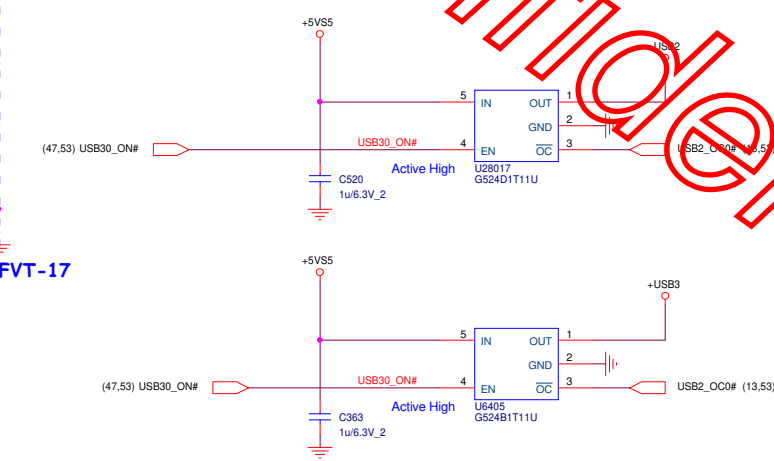 +5VS5
USB2
5 IN OUT 1
GND 2
(47,53) USB30_ON# USB30_ON# 4 EN OC 3 USB2_OC0#
Active High U28017
G524D1T11U
C520
1u/6.3V_2
FVT-17
+5VS5
+USB3
5 IN OUT 1
GND 2
(47,53) USB30_ON# USB30_ON# 4 EN OC 3 USB2_OC0# (13,53)
Active High U6405
G524B1T11U
C363
1u/6.3V_2